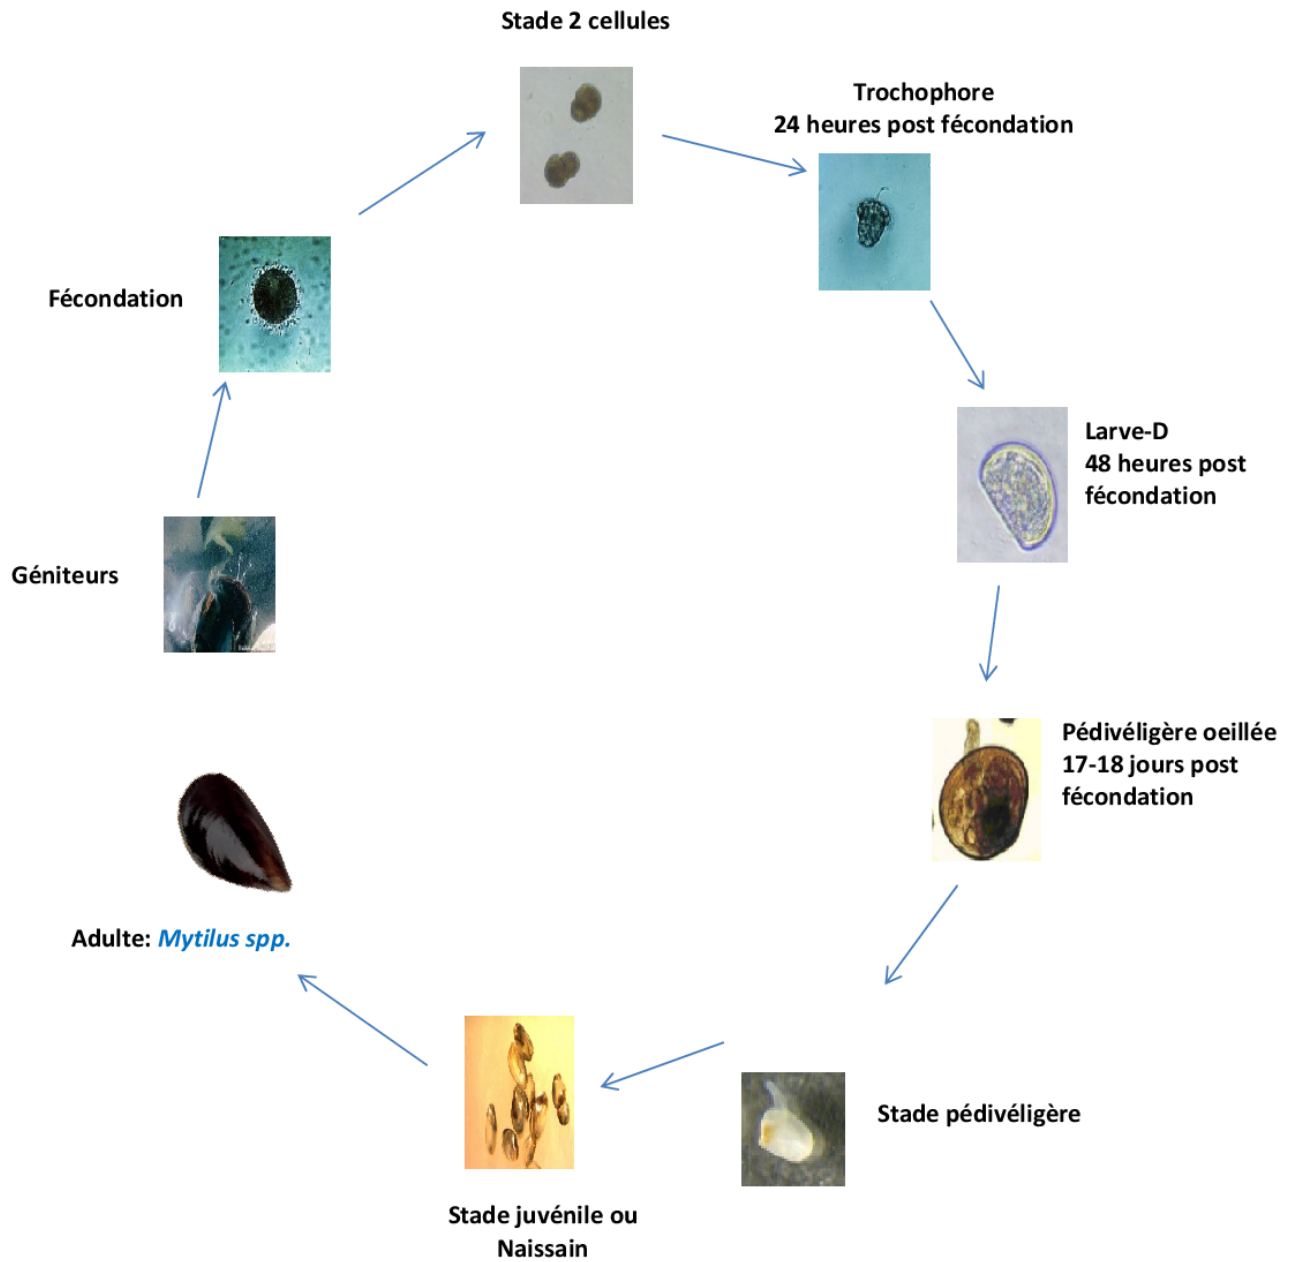 Stade 2 cellules
Trochophore
24 heures post fécondation
Fécondation
Larve-D
48 heures post
fécondation
Géniteurs
Pédivéligère oeillée
17-18 jours post
fécondation
Adulte: Mytilus spp.
Stade pédivéligère
Stade juvénile ou
Naissain